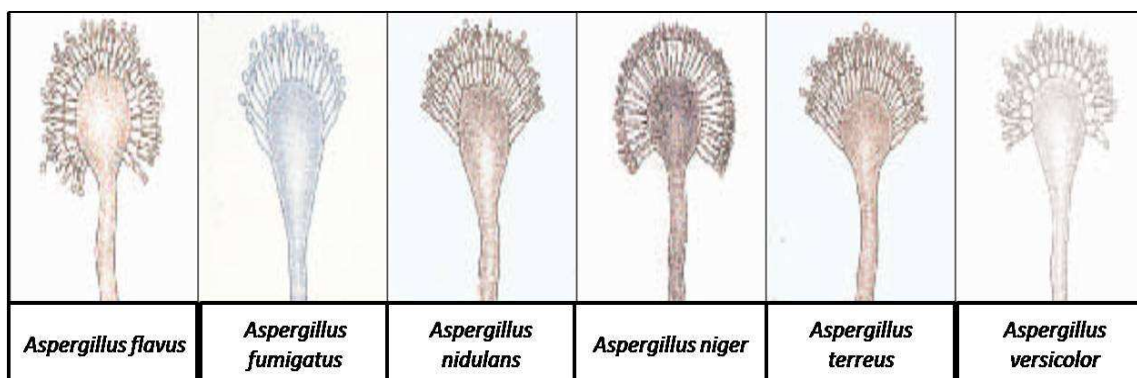 Aspergillus flavus
Aspergillus
fumigatus
Aspergillus
nidulans
Aspergillus niger
Aspergillus
terreus
Aspergillus
versicolor